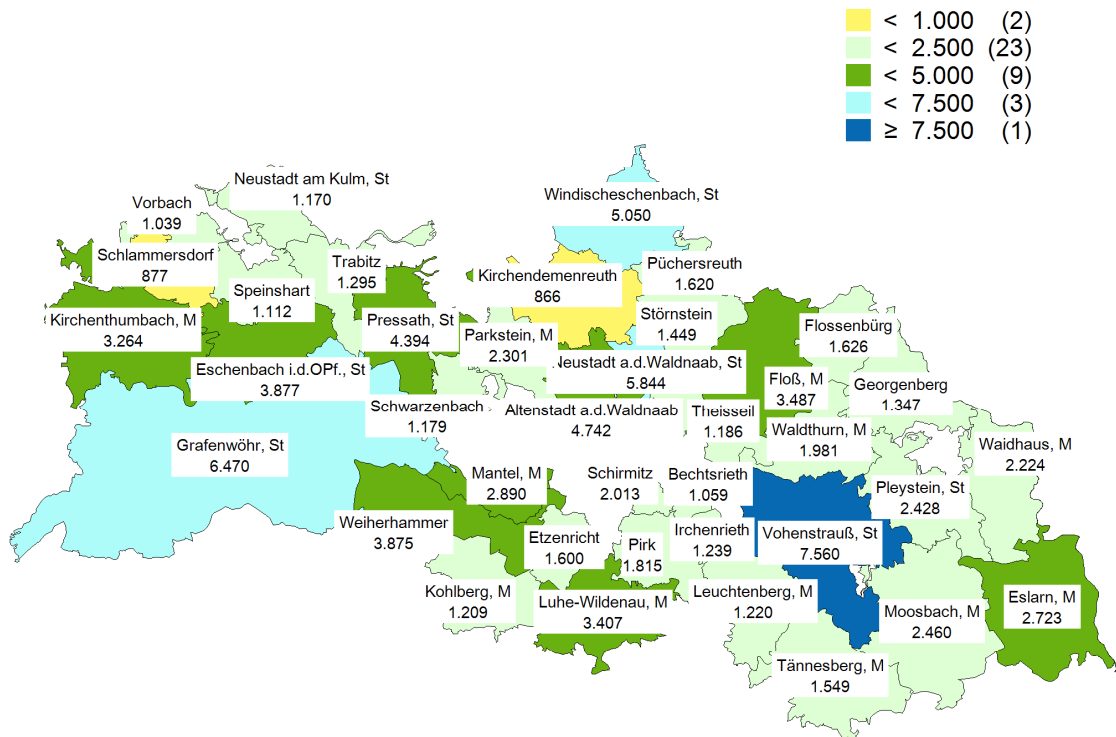 < 1.000 (2)
< 2.500 (23)
< 5.000 (9)
< 7.500 (3)
≥ 7.500 (1)
Neustadt am Kulm, St
1.170
Windischeschenbach, St
5.050
Vorbach
1.039
Schlammersdorf
877
Trabitz
1.295
Püchersreuth
1.620
Kirchendemenreuth
866
Speinshart
1.112
Störnstein
1.449
Kirchenthumbach, M
3.264
Pressath, St
4.394
Flossenbürg
1.626
Parkstein, M
2.301
Eschenbach i.d.OPf., St
3.877
Neustadt a.d.Waldnaab, St
5.844
Floß, M
3.487
Georgenberg
1.347
Schwarzenbach
1.179
Altenstadt a.d.Waldnaab
4.742
Theisseil
1.186
Waldthurn, M
1.981
Grafenwöhr, St
6.470
Waidhaus, M
2.224
Mantel, M
2.890
Schirmitz
2.013
Bechtsrieth
1.059
Pleystein, St
2.428
Weiherhammer
3.875
Etzenricht
1.600
Pirk
1.815
Irchenrieth
1.239
Vohenstrauß, St
7.560
Kohlberg, M
1.209
Luhe-Wildenau, M
3.407
Leuchtenberg, M
1.220
Moosbach, M
2.460
Eslarn, M
2.723
Tännesberg, M
1.549